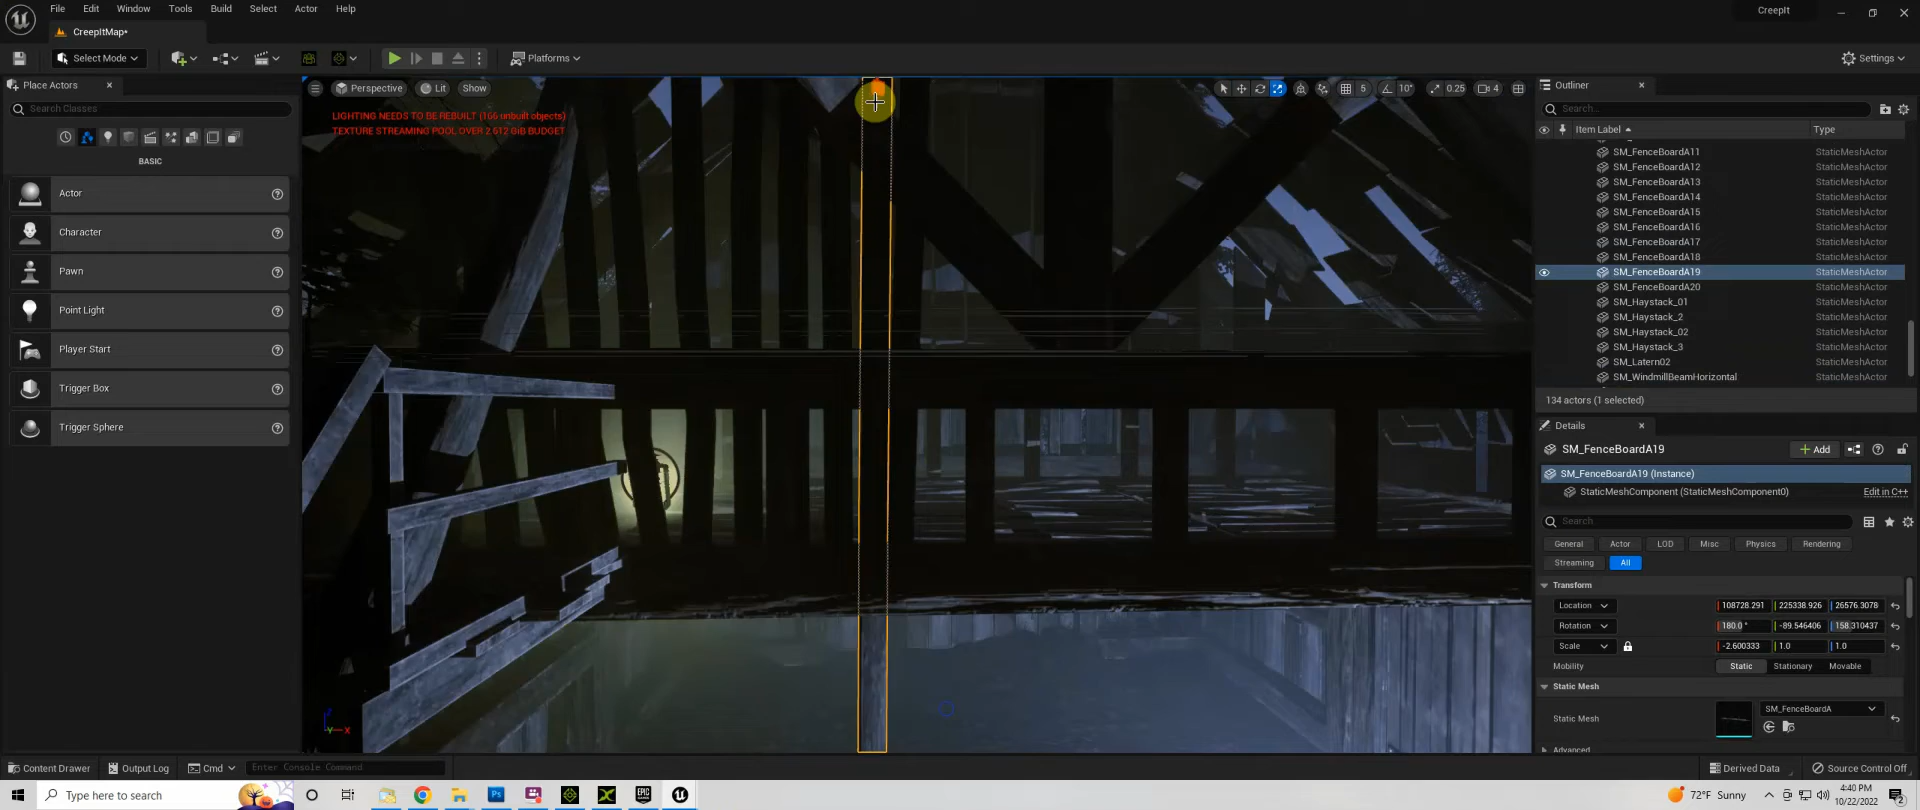 File Edit Window Tools Build Select Actor Help
CreepIt
CreepItMap*
Select Mode
Platforms
Settings
Place Actors
Search Classes
BASIC
Actor
Character
Pawn
Point Light
Player Start
Trigger Box
Trigger Sphere
Perspective Lit Show
5 10° 0.25 4
LIGHTING NEEDS TO BE REBUILT (166 unbuilt objects)
TEXTURE STREAMING POOL OVER 2.612 GiB BUDGET
Outliner
Search...
Item Label Type
SM_FenceBoardA11 StaticMeshActor
SM_FenceBoardA12 StaticMeshActor
SM_FenceBoardA13 StaticMeshActor
SM_FenceBoardA14 StaticMeshActor
SM_FenceBoardA15 StaticMeshActor
SM_FenceBoardA16 StaticMeshActor
SM_FenceBoardA17 StaticMeshActor
SM_FenceBoardA18 StaticMeshActor
SM_FenceBoardA19 StaticMeshActor
SM_FenceBoardA20 StaticMeshActor
SM_Haystack_01 StaticMeshActor
SM_Haystack_2 StaticMeshActor
SM_Haystack_02 StaticMeshActor
SM_Haystack_3 StaticMeshActor
SM_Latern02 StaticMeshActor
SM_WindmillBeamHorizontal StaticMeshActor
134 actors (1 selected)
Details
SM_FenceBoardA19
Add
SM_FenceBoardA19 (Instance)
StaticMeshComponent (StaticMeshComponent0) Edit in C++
Search
General Actor LOD Misc Physics Rendering
Streaming All
Transform
Location 108728.291 225338.926 26576.3078
Rotation 180.0° -89.546406 158.310437
Scale -2.600333 1.0 1.0
Mobility Static Stationary Movable
Static Mesh
Static Mesh SM_FenceBoardA
Advanced
Z
Y X
Content Drawer Output Log Cmd Enter Console Command
Derived Data Source Control Off
Type here to search
EPIC
72°F Sunny
4:40 PM
10/22/2022
2